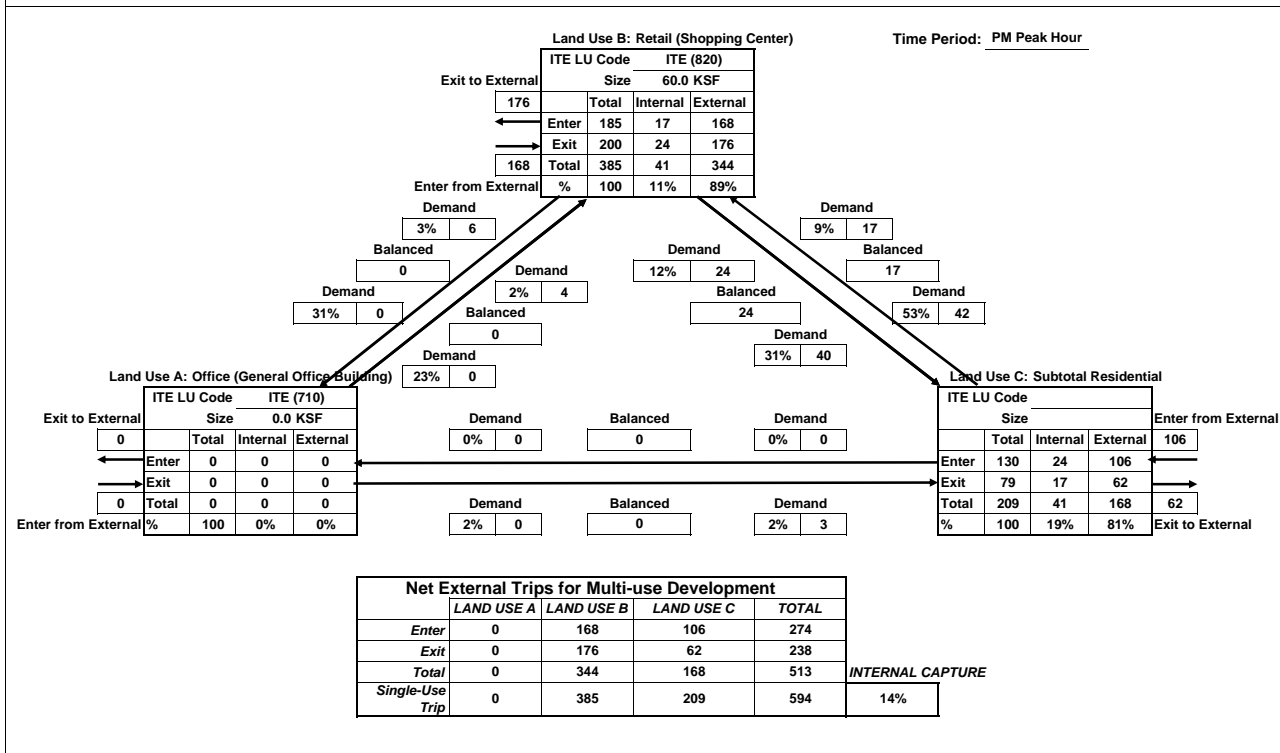 Land Use B: Retail (Shopping Center)
Time Period: PM Peak Hour
ITE LU Code ITE (820)
Exit to External
Size 60.0 KSF
176
Total Internal External
Enter 185 17 168
Exit 200 24 176
168
Total 385 41 344
Enter from External
% 100 11% 89%
Demand
3% 6
Balanced
0
Demand
31% 0
Demand
2% 4
Balanced
0
Demand
23% 0
Demand
12% 24
Balanced
24
Demand
31% 40
Demand
9% 17
Balanced
17
Demand
53% 42
Land Use A: Office (General Office Building)
ITE LU Code ITE (710)
Exit to External
Size 0.0 KSF
0
Total Internal External
Enter 0 0 0
Exit 0 0 0
0
Total 0 0 0
Enter from External
% 100 0% 0%
Demand Balanced Demand
0% 0 0 0% 0
Demand Balanced Demand
2% 0 0 2% 3
Land Use C: Subtotal Residential
ITE LU Code
Size
Enter from External
Total Internal External
106
Enter 130 24 106
Exit 79 17 62
Total 209 41 168
62
% 100 19% 81%
Exit to External
Net External Trips for Multi-use Development
LAND USE A LAND USE B LAND USE C TOTAL
Enter 0 168 106 274
Exit 0 176 62 238
Total 0 344 168 513
INTERNAL CAPTURE
Single-Use Trip 0 385 209 594
14%